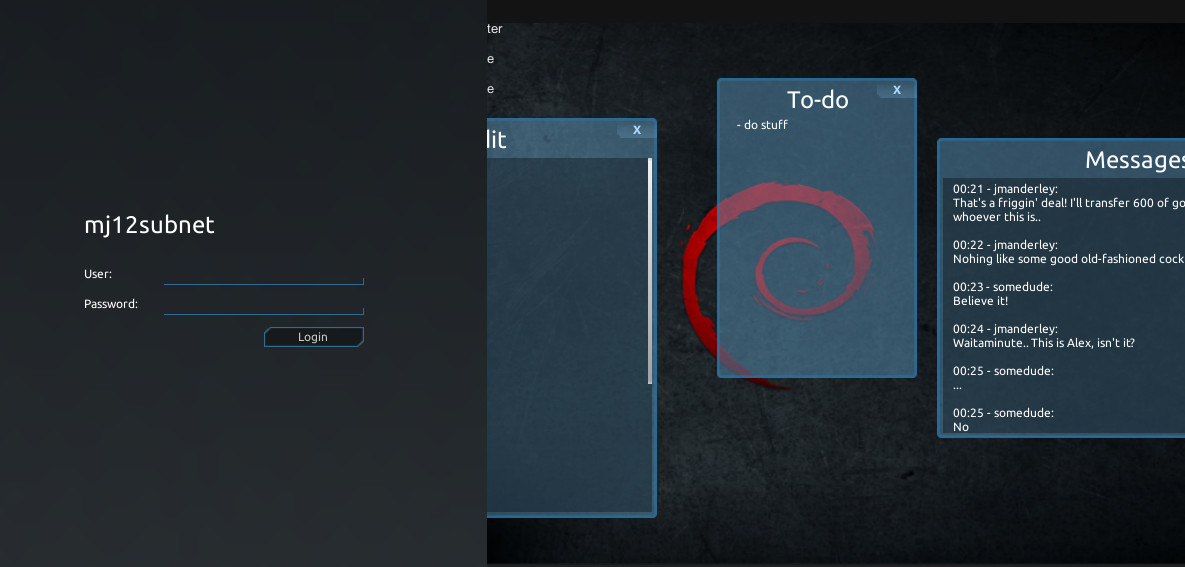 mj12subnet
User:
Password:
Login
ter
e
e
lit
X
To-do
X
- do stuff
Messages
00:21 - jmanderley:
That's a friggin' deal! I'll transfer 600 of go
whoever this is..
00:22 - jmanderley:
Nohing like some good old-fashioned cock
00:23 - somedude:
Believe it!
00:24 - jmanderley:
Waitaminute.. This is Alex, isn't it?
00:25 - somedude:
...
00:25 - somedude:
No